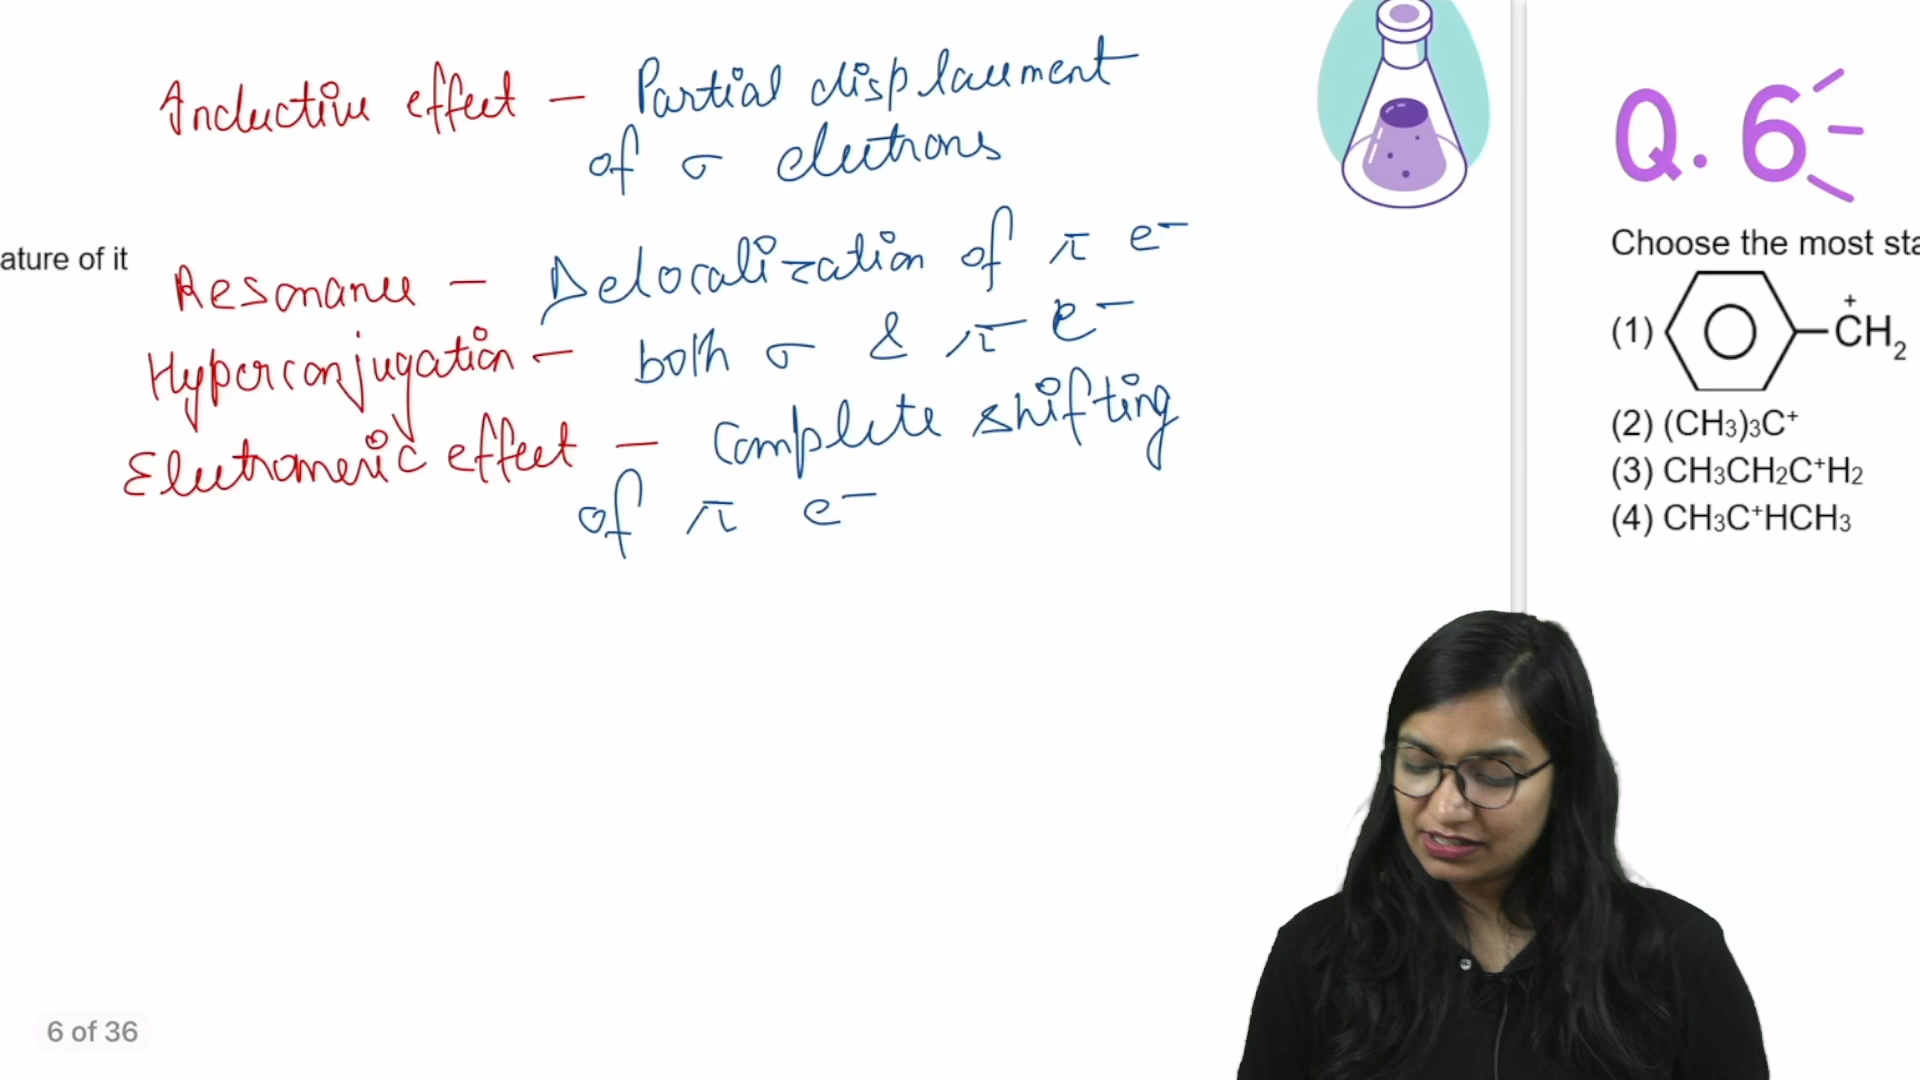 Inductive effect – Partial displacement
of σ electrons
ature of it
Resonance – Delocalization of π e⁻
Hyperconjugation – both σ & π e⁻
Electromeric effect – Complete shifting
of π e⁻
Q. 6
Choose the most sta
(1) +CH2
(2) (CH3)3C+
(3) CH3CH2C+H2
(4) CH3C+HCH3
6 of 36